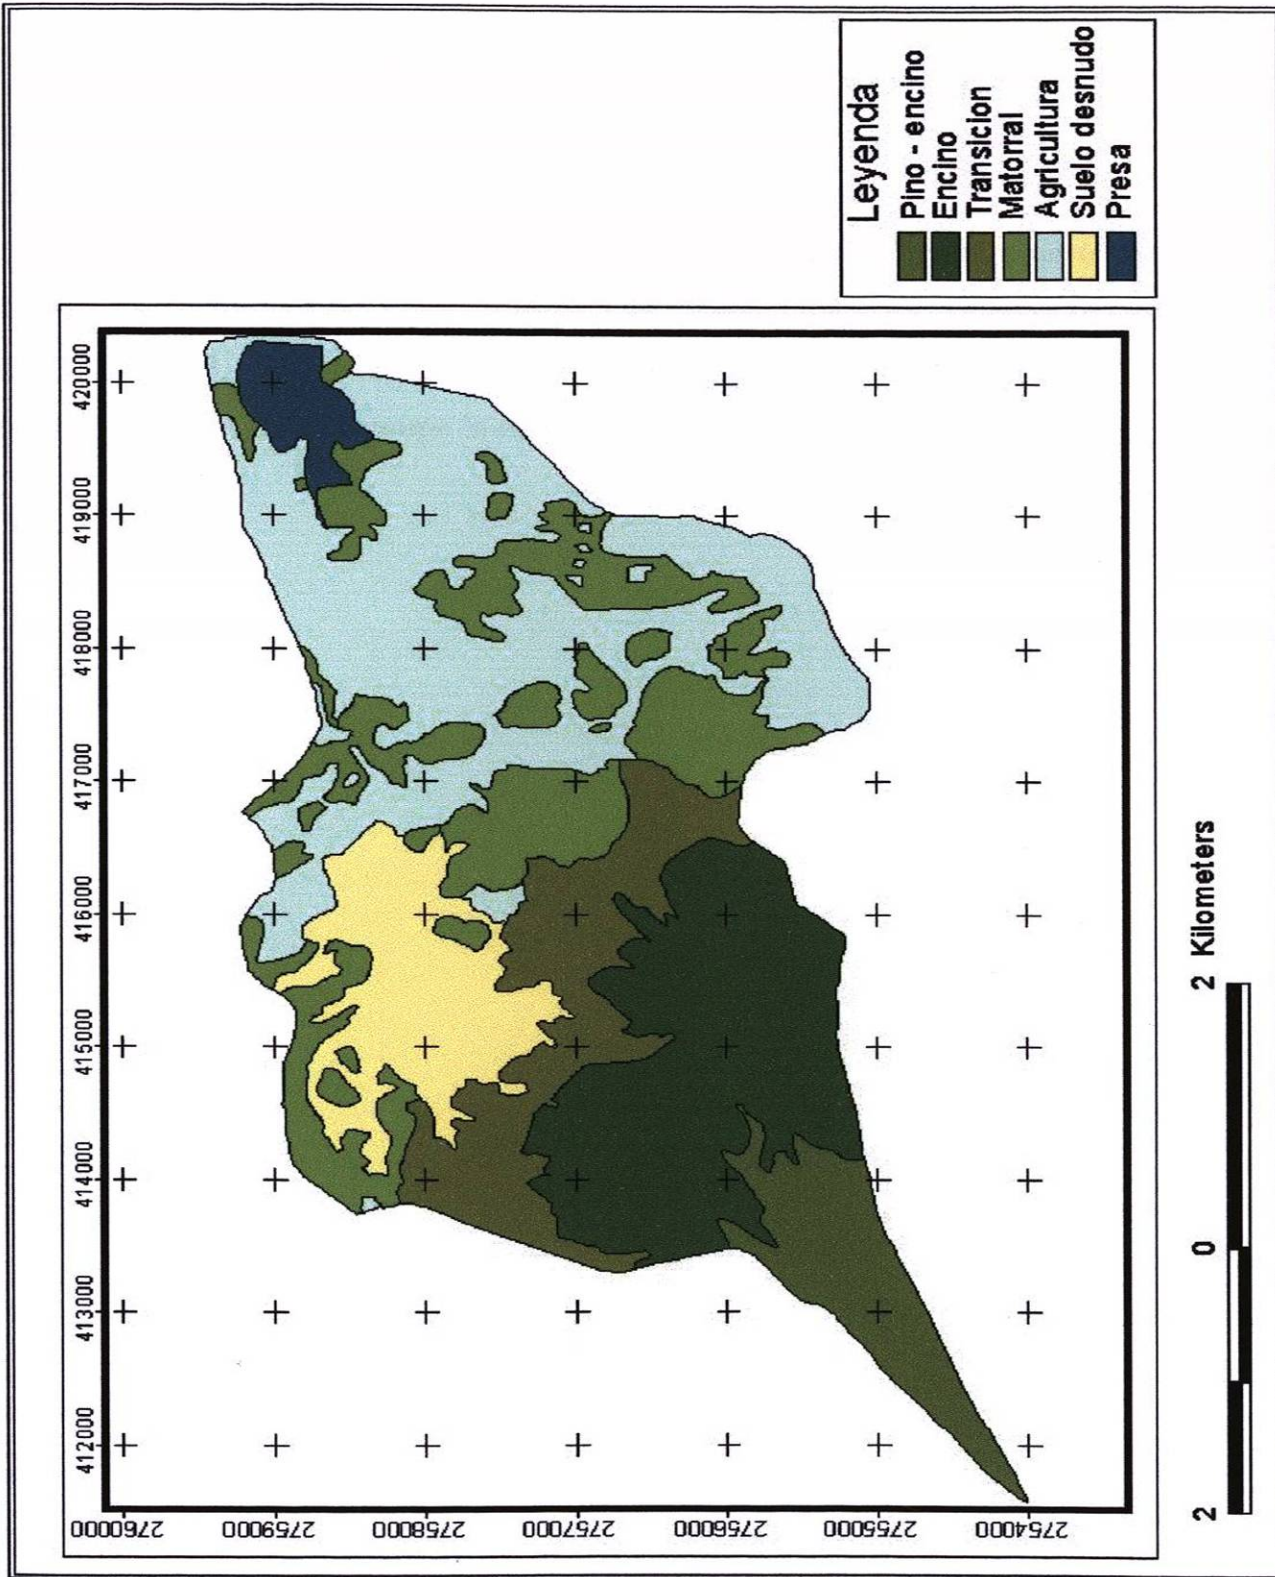 412000
413000
414000
415000
416000
417000
418000
419000
420000
2760000
2759000
2758000
2757000
2756000
2755000
2754000
Leyenda
Pino - encino
Encino
Transicion
Matorral
Agricultura
Suelo desnudo
Presa
2 0 2 Kilometers